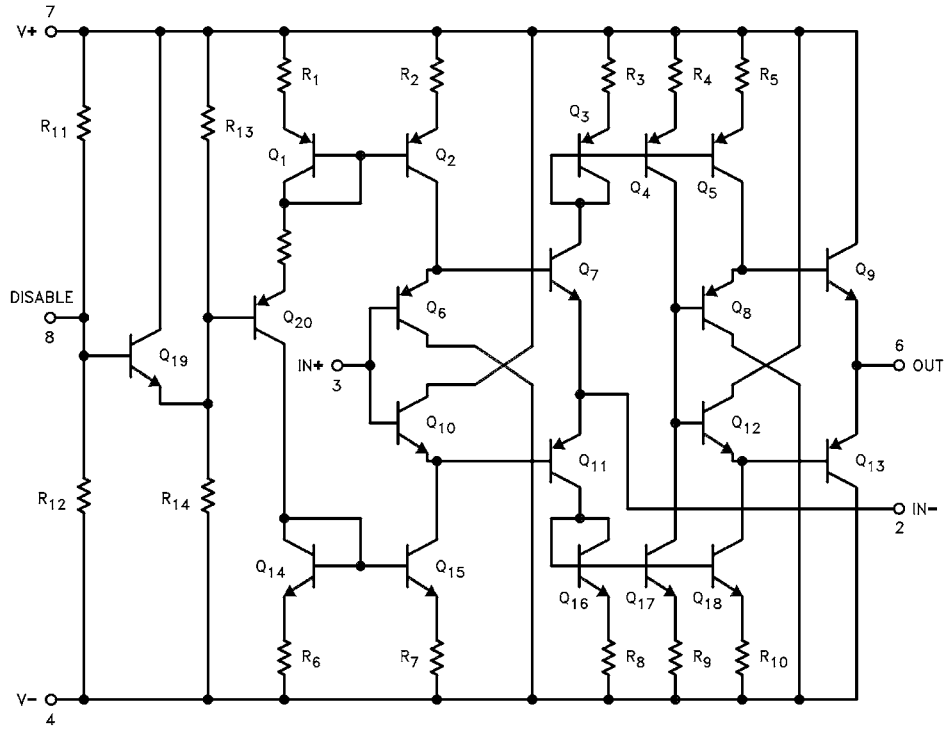 7
V+
R1
R2
R3
R4
R5
R11
R13
Q3
Q1
Q2
Q4
Q5
DISABLE
8
Q19
Q20
Q6
Q7
Q8
Q9
IN+
3
6
OUT
Q10
Q11
Q12
Q13
R12
R14
IN-
2
Q14
Q15
Q16
Q17
Q18
R6
R7
R8
R9
R10
V-
4